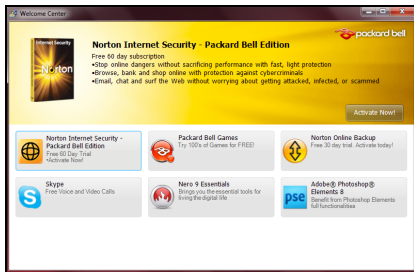 Welcome Center
packard bell
Internet Security
Norton
Norton Internet Security - Packard Bell Edition
Free 60 day subscription
•Stop online dangers without sacrificing performance with fast, light protection
•Browse, bank and shop online with protection against cybercriminals
•Email, chat and surf the Web without worrying about getting attacked, infected, or scammed
Activate Now!
Norton Internet Security -
Packard Bell Edition
Free 60 Day Trial
•Activate Now!
Packard Bell Games
Try 100's of Games for FREE!
Norton Online Backup
Free 30 day trial. Activate today!
Skype
Free Voice and Video Calls
Nero 9 Essentials
Brings you the essential tools for
living the digital life
pse
Adobe® Photoshop®
Elements 8
Benefit from Photoshop Elements
full functionalities